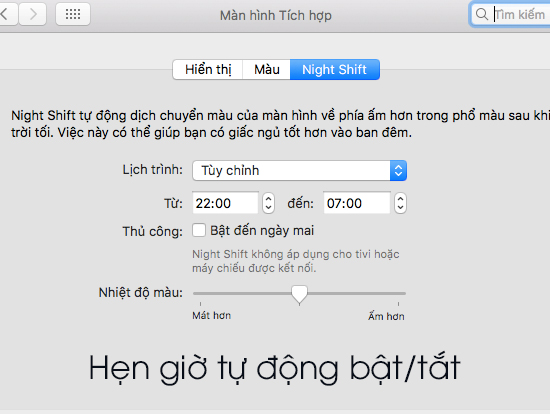 Màn hình Tích hợp
Tìm kiếm
Hiển thị
Màu
Night Shift
Night Shift tự động dịch chuyển màu của màn hình về phía ấm hơn trong phổ màu sau khi
trời tối. Việc này có thể giúp bạn có giấc ngủ tốt hơn vào ban đêm.
Lịch trình: Tùy chỉnh
Từ: 22:00 đến: 07:00
Thủ công: Bật đến ngày mai
Night Shift không áp dụng cho tivi hoặc
máy chiếu được kết nối.
Nhiệt độ màu:
Mát hơn Ấm hơn
Hẹn giờ tự động bật/tắt